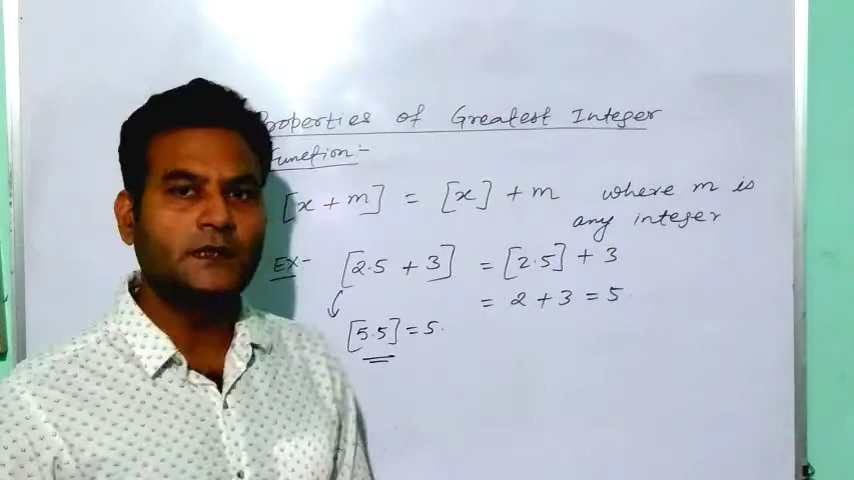 Properties of Greatest Integer
Function:-
[x + m] = [x] + m where m is
any integer
EX:- [2.5 + 3] = [2.5] + 3
= 2 + 3 = 5.
[5.5] = 5.